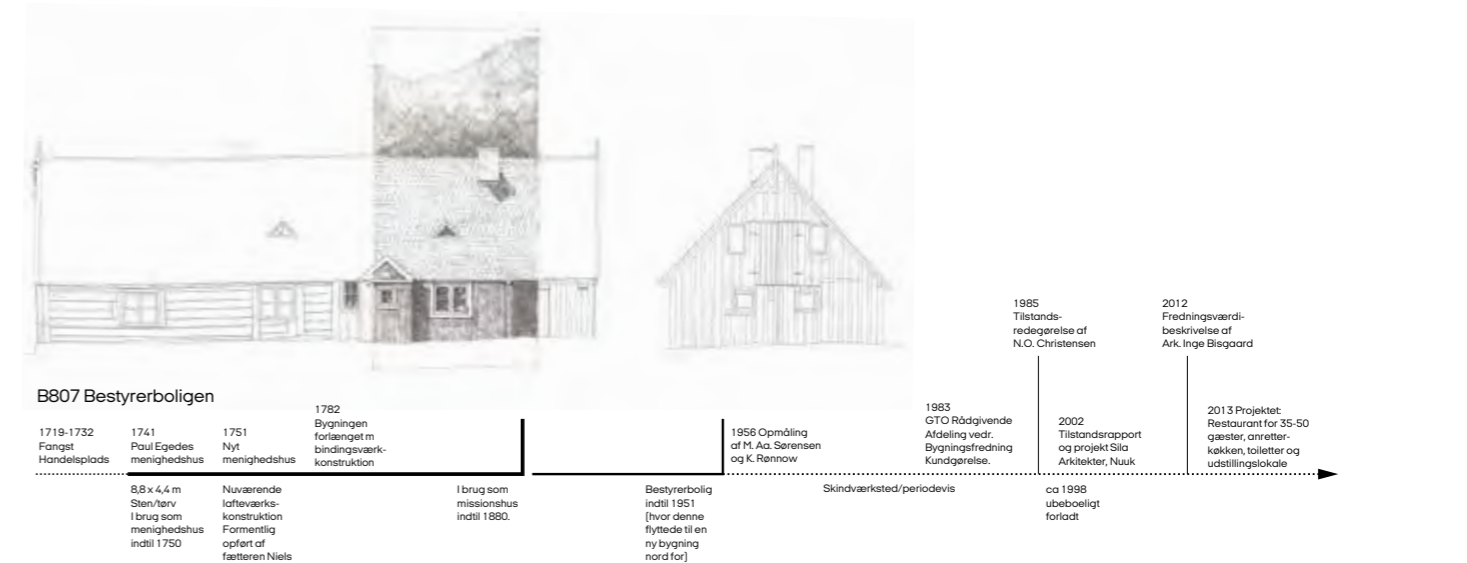 B807 Bestyrerboligen
1719-1732
Fangst
Handelsplads
1741
Paul Egedes
menighedshus
1751
Nyt
menighedshus
1782
Bygningen
forlænget m
bindingsværk-
konstruktion
1956 Opmåling
af M. Aa. Sørensen
og K. Rønnow
1983
GTO Rådgivende
Afdeling vedr.
Bygningsfredning
Kundgørelse.
1985
Tilstands-
redegørelse af
N.O. Christensen
2002
Tilstandsrapport
og projekt Sila
Arkitekter, Nuuk
2012
Fredningsværdi-
beskrivelse af
Ark. Inge Bisgaard
2013 Projektet:
Restaurant for 35-50
gæster, anretter-
køkken, toiletter og
udstillingslokale
8,8 x 4,4 m
Sten/tørv
I brug som
menighedshus
indtil 1750
Nuværende
lafteværks-
konstruktion
Formentlig
opført af
fætteren Niels
I brug som
missionshus
indtil 1880.
Bestyrerbolig
indtil 1951
[hvor denne
flyttede til en
ny bygning
nord for]
Skindværksted/periodevis
ca 1998
ubeboeligt
forladt